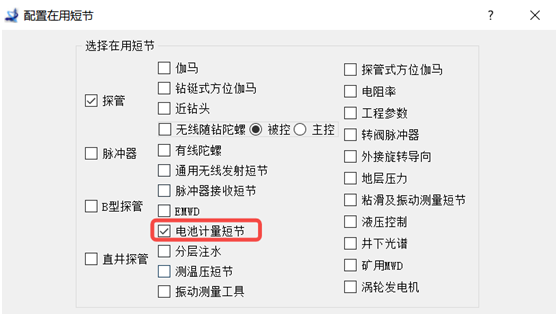 配置在用短节
选择在用短节
探管
脉冲器
B型探管
直井探管
伽马
钻铤式方位伽马
近钻头
无线随钻陀螺 被控 主控
有线陀螺
通用无线发射短节
脉冲器接收短节
EMWD
电池计量短节
分层注水
测温压短节
振动测量工具
探管式方位伽马
电阻率
工程参数
转阀脉冲器
外接旋转导向
地层压力
粘滑及振动测量短节
液压控制
井下光谱
矿用MWD
涡轮发电机